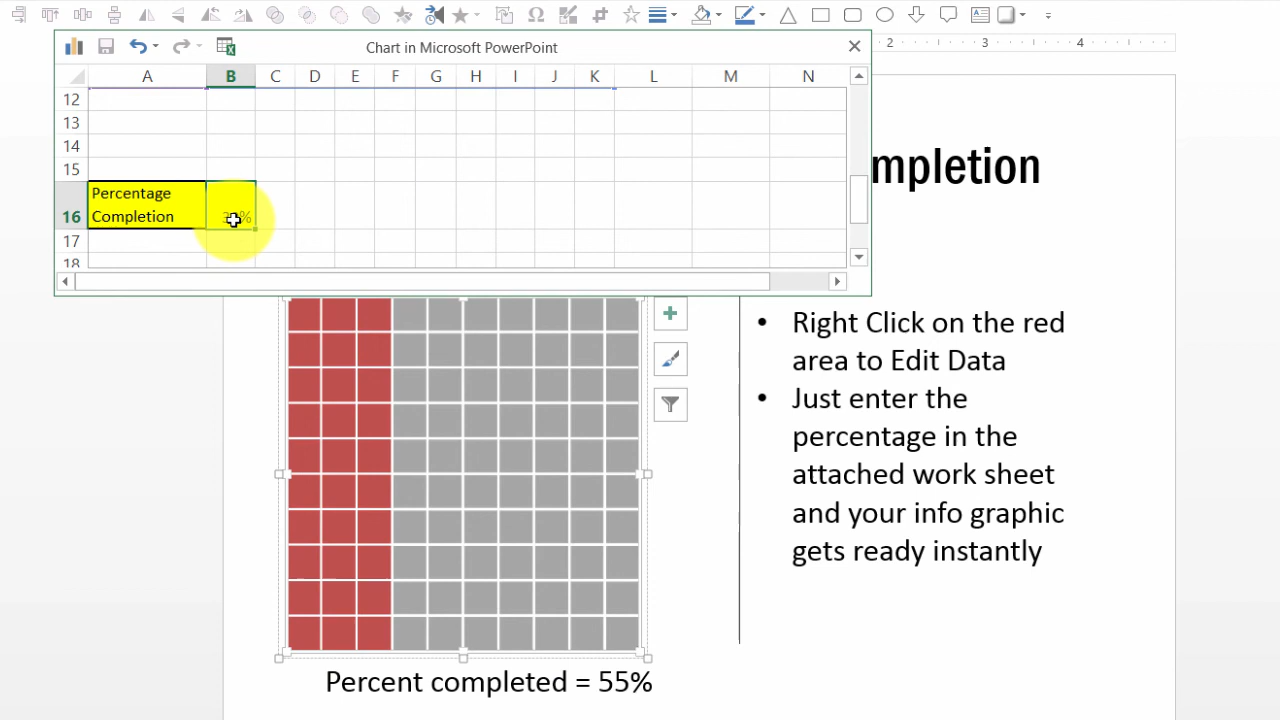 2 3 4
Chart in Microsoft PowerPoint
A B C D E F G H I J K L M N
12
13
14
15
Percentage
16 Completion
17
18
mpletion
• Right Click on the red
area to Edit Data
• Just enter the
percentage in the
attached work sheet
and your info graphic
gets ready instantly
Percent completed = 55%